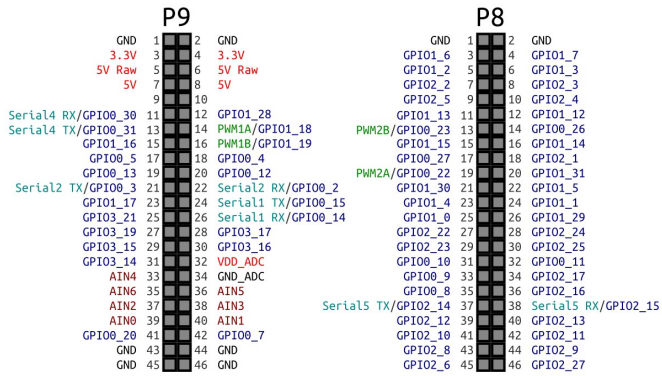 P9 P8
GND 1 2 GND GND 1 2 GND
3.3V 3 4 3.3V GPIO1_6 3 4 GPIO1_7
5V Raw 5 6 5V Raw GPIO1_2 5 6 GPIO1_3
5V 7 8 5V GPIO2_2 7 8 GPIO2_3
9 10 GPIO2_5 9 10 GPIO2_4
Serial4 RX/GPIO0_30 11 12 GPIO1_28 GPIO1_13 11 12 GPIO1_12
Serial4 TX/GPIO0_31 13 14 PWM1A/GPIO1_18 PWM2B/GPIO0_23 13 14 GPIO0_26
GPIO1_16 15 16 PWM1B/GPIO1_19 GPIO1_15 15 16 GPIO1_14
GPIO0_5 17 18 GPIO0_4 GPIO0_27 17 18 GPIO2_1
GPIO0_13 19 20 GPIO0_12 PWM2A/GPIO0_22 19 20 GPIO1_31
Serial2 TX/GPIO0_3 21 22 Serial2 RX/GPIO0_2 GPIO1_30 21 22 GPIO1_5
GPIO1_17 23 24 Serial1 TX/GPIO0_15 GPIO1_4 23 24 GPIO1_1
GPIO3_21 25 26 Serial1 RX/GPIO0_14 GPIO1_0 25 26 GPIO1_29
GPIO3_19 27 28 GPIO3_17 GPIO2_22 27 28 GPIO2_24
GPIO3_15 29 30 GPIO3_16 GPIO2_23 29 30 GPIO2_25
GPIO3_14 31 32 VDD_ADC GPIO0_10 31 32 GPIO0_11
AIN4 33 34 GND_ADC GPIO0_9 33 34 GPIO2_17
AIN6 35 36 AIN5 GPIO0_8 35 36 GPIO2_16
AIN2 37 38 AIN3 Serial5 TX/GPIO2_14 37 38 Serial5 RX/GPIO2_15
AIN0 39 40 AIN1 GPIO2_12 39 40 GPIO2_13
GPIO0_20 41 42 GPIO0_7 GPIO2_10 41 42 GPIO2_11
GND 43 44 GND GPIO2_8 43 44 GPIO2_9
GND 45 46 GND GPIO2_6 45 46 GPIO2_27